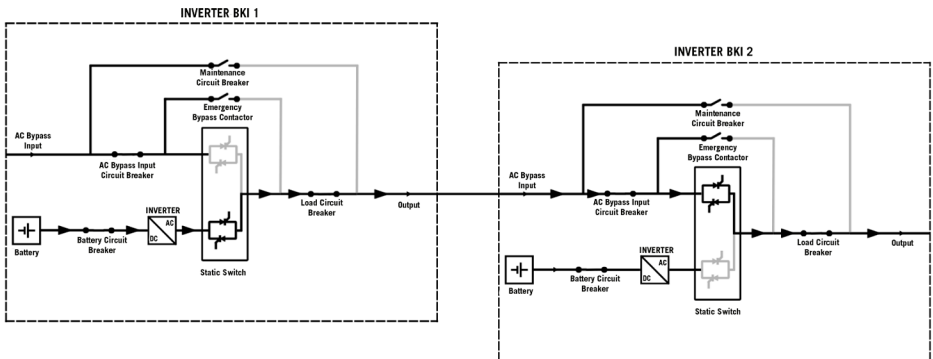 INVERTER BKI 1
Maintenance
Circuit Breaker
Emergency
Bypass Contactor
AC Bypass
Input
AC Bypass Input
Circuit Breaker
INVERTER
AC
DC
Battery
Battery Circuit
Breaker
Static Switch
Load Circuit
Breaker
Output
INVERTER BKI 2
Maintenance
Circuit Breaker
Emergency
Bypass Contactor
AC Bypass
Input
AC Bypass Input
Circuit Breaker
Static Switch
INVERTER
AC
DC
Battery
Battery Circuit
Breaker
Load Circuit
Breaker
Output
Static Switch